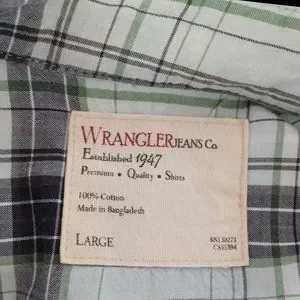 WRANGLER JEANS Co.
Established 1947
Premium • Quality • Shirts
100% Cotton
Made in Bangladesh
LARGE